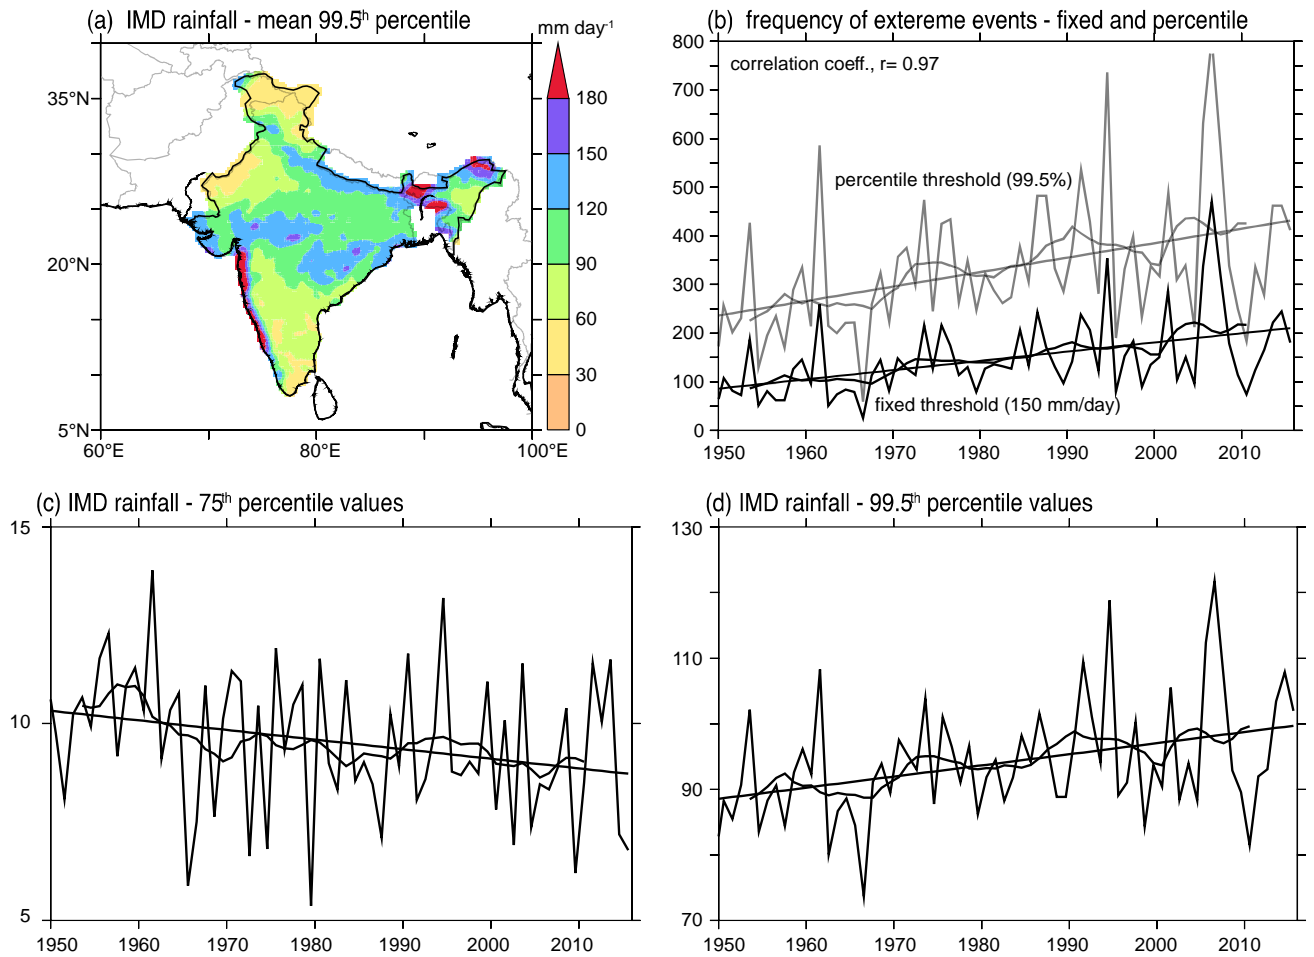 (a) IMD rainfall - mean 99.5th percentile
mm day-1
35°N
20°N
5°N
60°E
80°E
100°E
180
150
120
90
60
30
0
(b) frequency of extereme events - fixed and percentile
800
700
600
500
400
300
200
100
0
correlation coeff., r= 0.97
percentile threshold (99.5%)
fixed threshold (150 mm/day)
1950 1960 1970 1980 1990 2000 2010
(c) IMD rainfall - 75th percentile values
15
10
5
1950 1960 1970 1980 1990 2000 2010
(d) IMD rainfall - 99.5th percentile values
130
110
90
70
1950 1960 1970 1980 1990 2000 2010